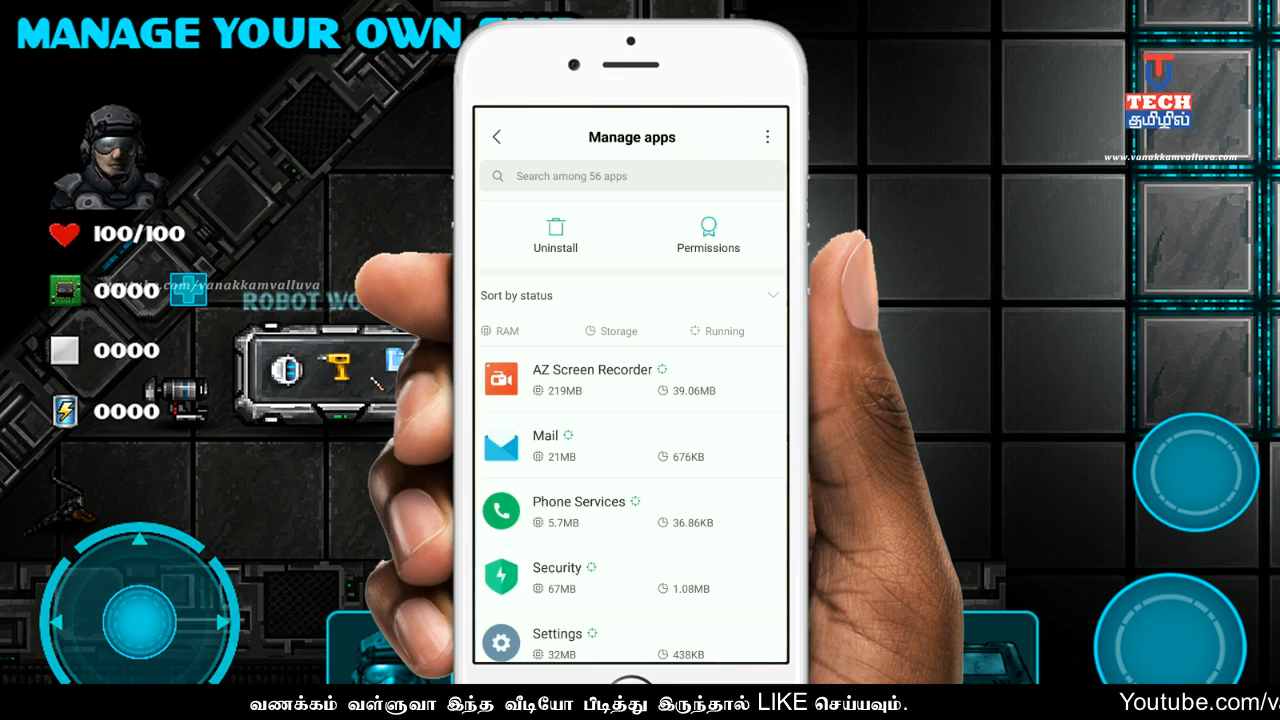 MANAGE YOUR OWN
TECH
தமிழில்
www.vanakkamvalluva.com
100/100
0000
.com/vanakkamvalluva
ROBOT WO
0000
0000
Manage apps
Search among 56 apps
Uninstall
Permissions
Sort by status
RAM
Storage
Running
AZ Screen Recorder
219MB
39.06MB
Mail
21MB
676KB
Phone Services
5.7MB
36.86KB
Security
67MB
1.08MB
Settings
32MB
438KB
வணக்கம் வள்ளுவா இந்த வீடியோ பிடித்து இருந்தால் LIKE செய்யவும்.
Youtube.com/v